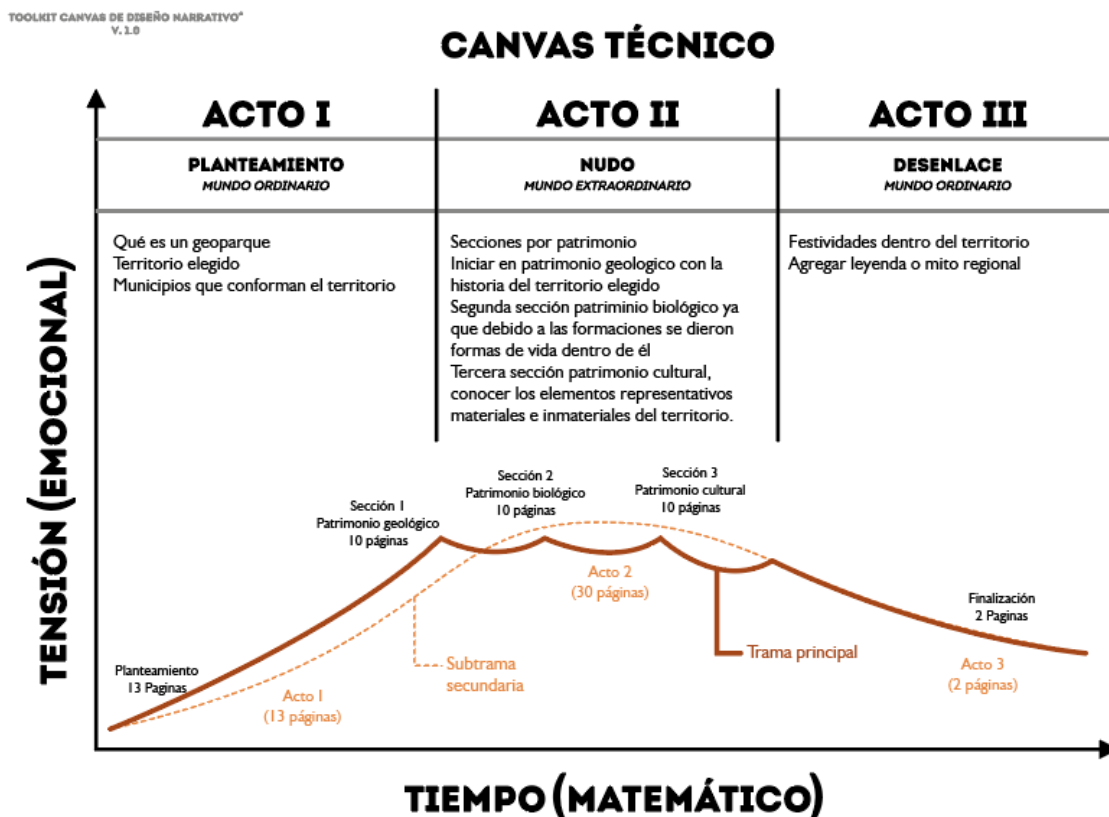 TOOLKIT CANVAS DE DISEÑO NARRATIVO*
V. 1.0
CANVAS TÉCNICO
ACTO I
ACTO II
ACTO III
PLANTEAMIENTO
MUNDO ORDINARIO
NUDO
MUNDO EXTRAORDINARIO
DESENLACE
MUNDO ORDINARIO
Qué es un geoparque
Territorio elegido
Municipios que conforman el territorio
Secciones por patrimonio
Iniciar en patrimonio geologico con la
historia del territorio elegido
Segunda sección patriminio biológico ya
que debido a las formaciones se dieron
formas de vida dentro de él
Tercera sección patrimonio cultural,
conocer los elementos representativos
materiales e inmateriales del territorio.
Festividades dentro del territorio
Agregar leyenda o mito regional
TENSIÓN (EMOCIONAL)
Planteamiento
13 Paginas
Sección 1
Patrimonio geológico
10 páginas
Sección 2
Patrimonio biológico
10 páginas
Sección 3
Patrimonio cultural
10 páginas
Finalización
2 Paginas
Acto 1
(13 páginas)
Subtrama
secundaria
Acto 2
(30 páginas)
Trama principal
Acto 3
(2 páginas)
TIEMPO (MATEMÁTICO)